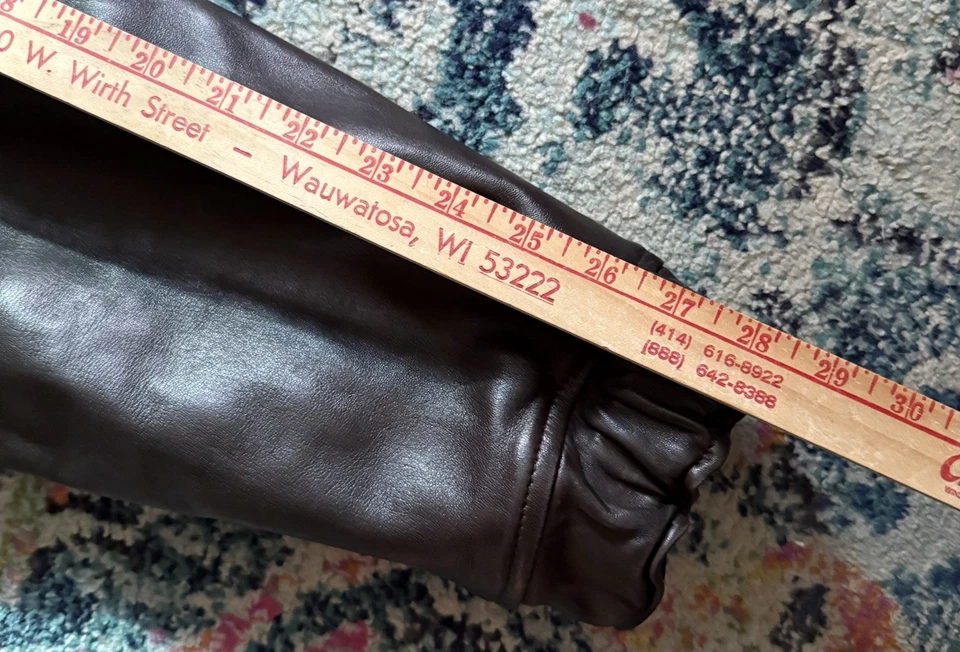 19 20 21 22 23 24 25 26 27 28 29 30
0 W. Wirth Street – Wauwatosa, WI 53222
(414) 616-8922
(888) 642-8388